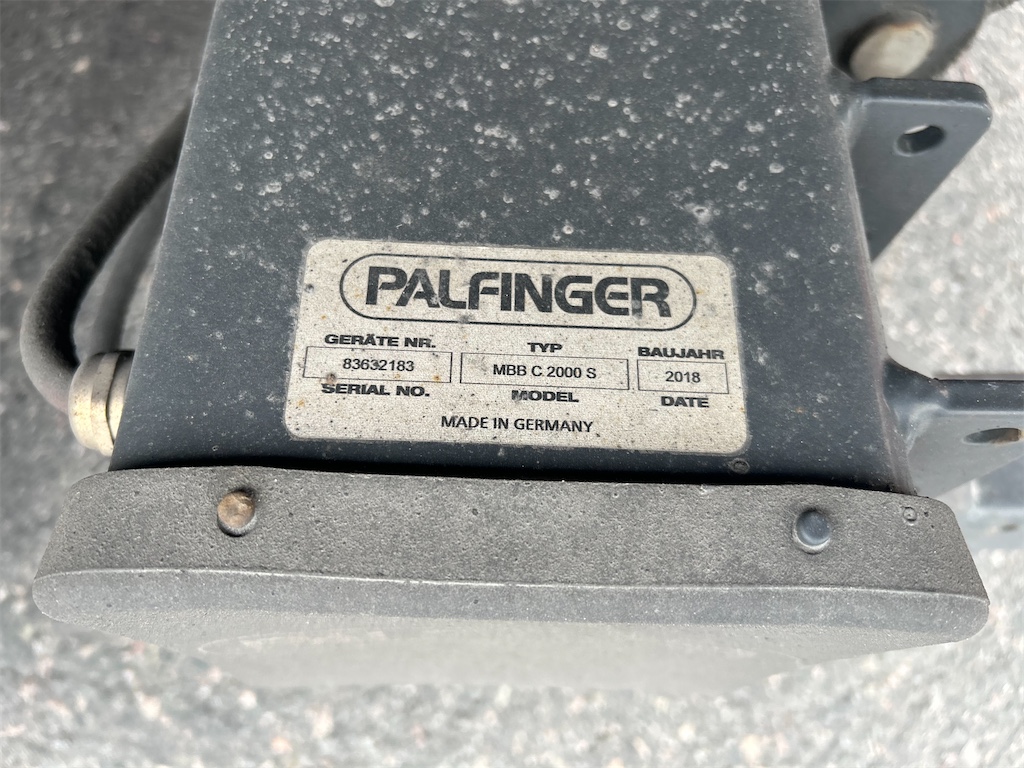 PALFINGER
GERÄTE NR. TYP BAUJAHR
83632183 MBB C 2000 S 2018
SERIAL NO. MODEL DATE
MADE IN GERMANY